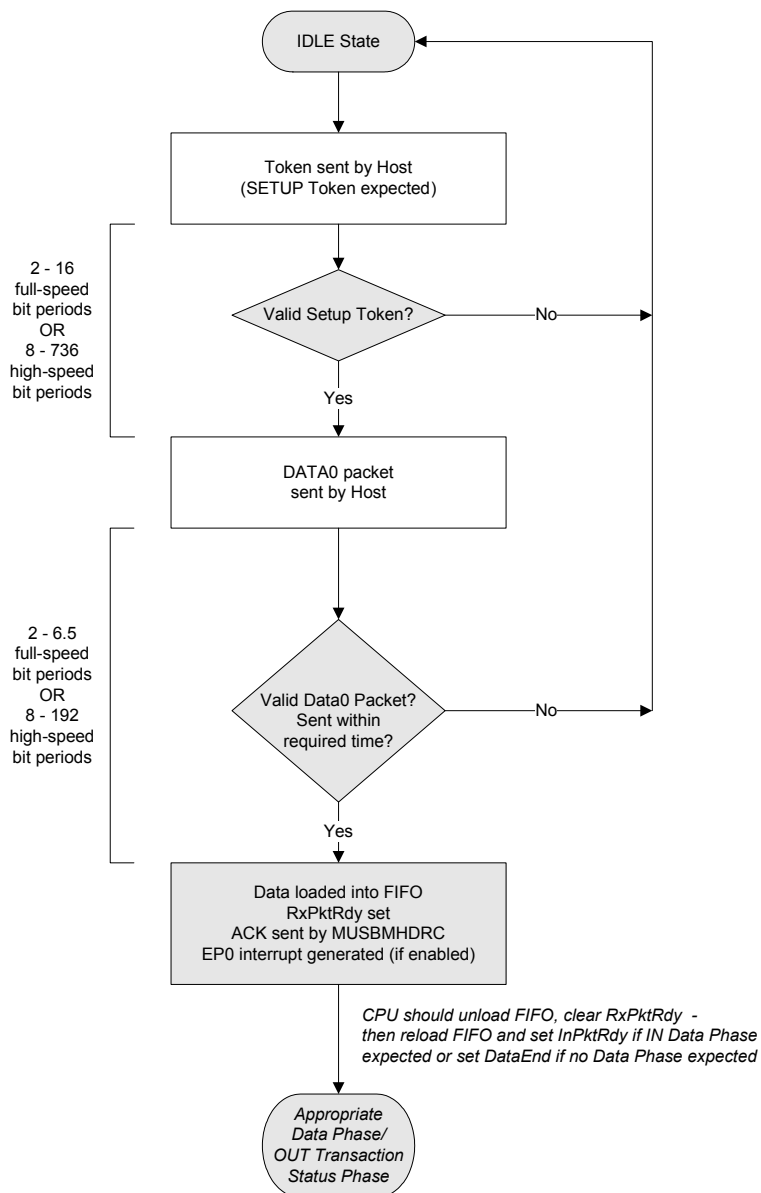 IDLE State
Token sent by Host
(SETUP Token expected)
2 - 16
full-speed
bit periods
OR
8 - 736
high-speed
bit periods
Valid Setup Token?
No
Yes
DATA0 packet
sent by Host
2 - 6.5
full-speed
bit periods
OR
8 - 192
high-speed
bit periods
Valid Data0 Packet?
Sent within
required time?
No
Yes
Data loaded into FIFO
RxPktRdy set
ACK sent by MUSBMHDRC
EP0 interrupt generated (if enabled)
CPU should unload FIFO, clear RxPktRdy -
then reload FIFO and set InPktRdy if IN Data Phase
expected or set DataEnd if no Data Phase expected
Appropriate
Data Phase/
OUT Transaction
Status Phase